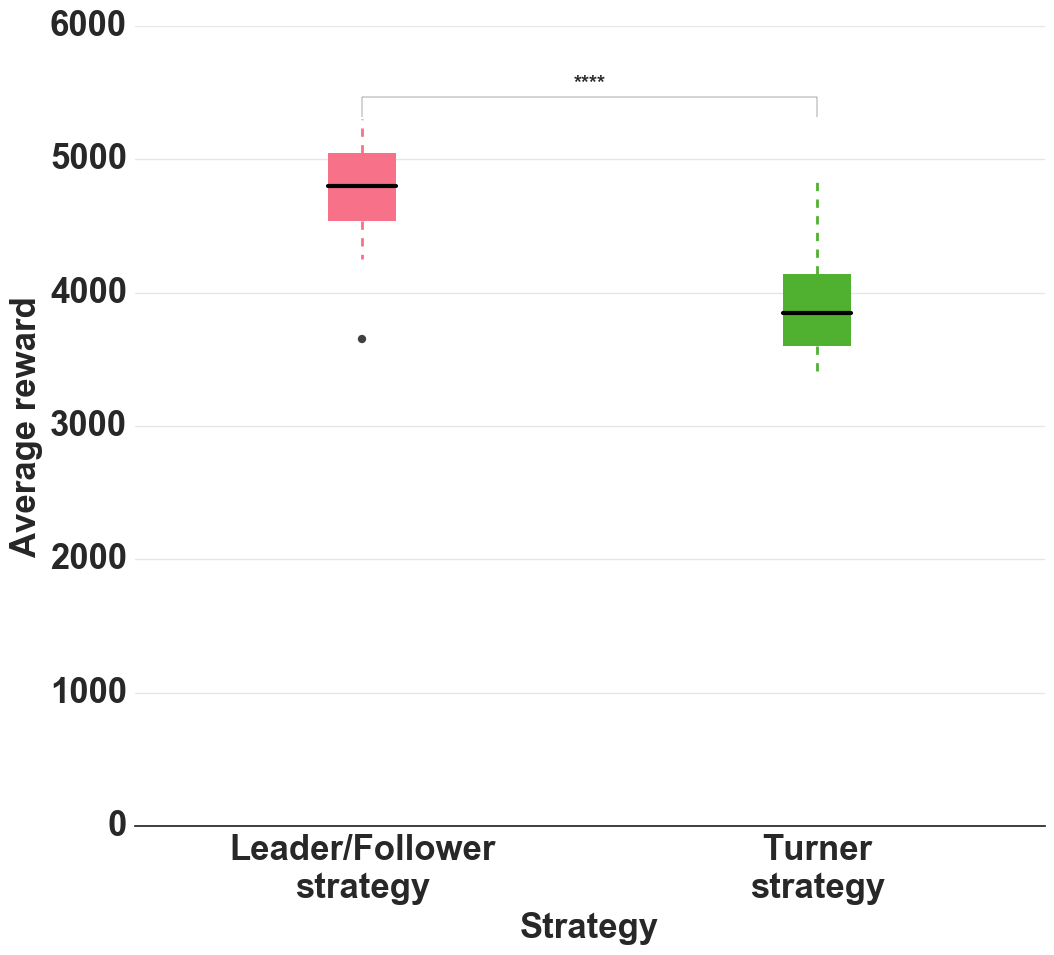 6000
****
5000
4000
3000
2000
1000
0
Average reward
Leader/Follower
strategy
Turner
strategy
Strategy